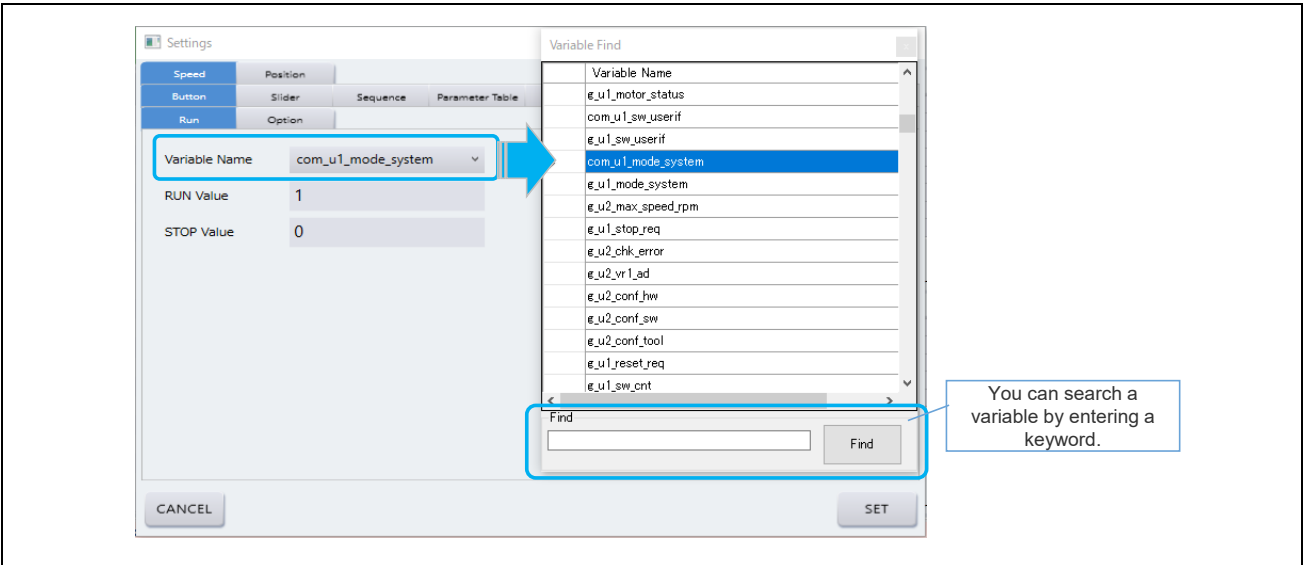 Settings
Speed Position
Button Slider Sequence Parameter Table
Run Option
Variable Name com_u1_mode_system
RUN Value 1
STOP Value 0
CANCEL
SET
Variable Find
Variable Name
g_u1_motor_status
com_u1_sw_userif
g_u1_sw_userif
com_u1_mode_system
g_u1_mode_system
g_u2_max_speed_rpm
g_u1_stop_req
g_u2_chk_error
g_u2_vr1_ad
g_u2_conf_hw
g_u2_conf_sw
g_u2_conf_tool
g_u1_reset_req
g_u1_sw_cnt
Find
Find
You can search a
variable by entering a
keyword.